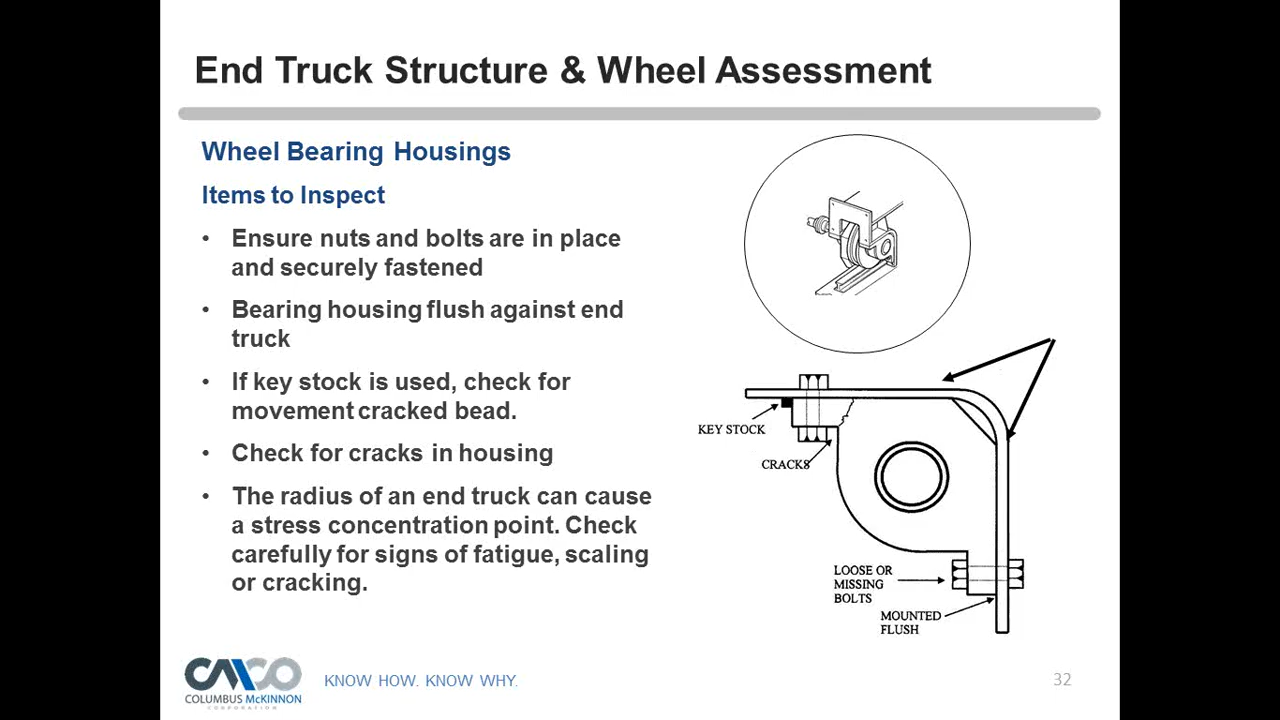 End Truck Structure & Wheel Assessment
Wheel Bearing Housings
Items to Inspect
• Ensure nuts and bolts are in place
and securely fastened
• Bearing housing flush against end
truck
• If key stock is used, check for
movement cracked bead.
• Check for cracks in housing
• The radius of an end truck can cause
a stress concentration point. Check
carefully for signs of fatigue, scaling
or cracking.
KEY STOCK
CRACKS
LOOSE OR
MISSING
BOLTS
MOUNTED
FLUSH
CMCO
COLUMBUS McKINNON
CORPORATION
KNOW HOW. KNOW WHY.
32